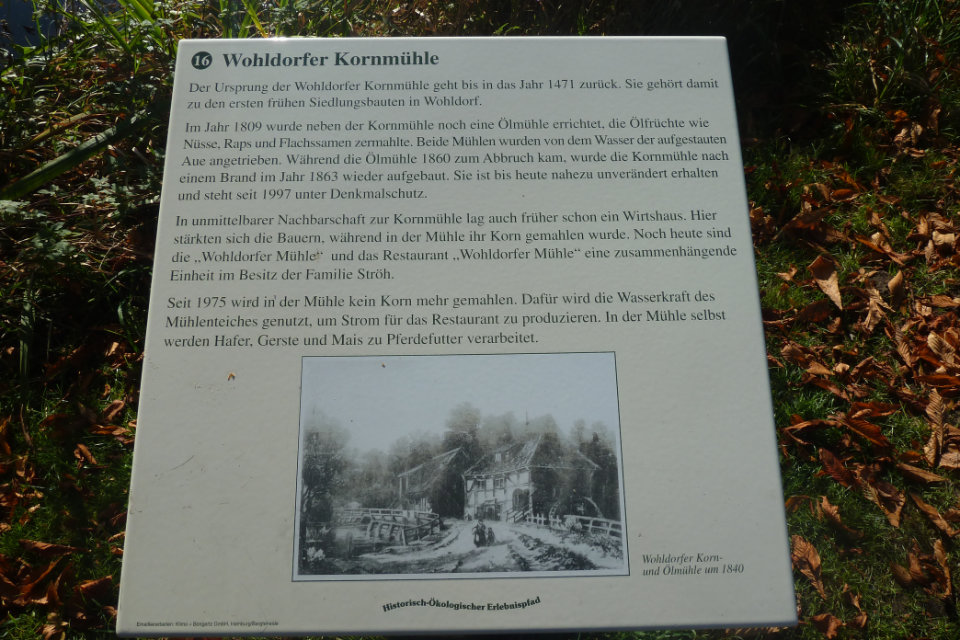 16 Wohldorfer Kornmühle
Der Ursprung der Wohldorfer Kornmühle geht bis in das Jahr 1471 zurück. Sie gehört damit
zu den ersten frühen Siedlungsbauten in Wohldorf.
Im Jahr 1809 wurde neben der Kornmühle noch eine Ölmühle errichtet, die Ölfrüchte wie
Nüsse, Raps und Flachssamen zermahlte. Beide Mühlen wurden von dem Wasser der aufgestauten
Aue angetrieben. Während die Ölmühle 1860 zum Abbruch kam, wurde die Kornmühle nach
einem Brand im Jahr 1863 wieder aufgebaut. Sie ist bis heute nahezu unverändert erhalten
und steht seit 1997 unter Denkmalschutz.
In unmittelbarer Nachbarschaft zur Kornmühle lag auch früher schon ein Wirtshaus. Hier
stärkten sich die Bauern, während in der Mühle ihr Korn gemahlen wurde. Noch heute sind
die „Wohldorfer Mühle“ und das Restaurant „Wohldorfer Mühle“ eine zusammenhängende
Einheit im Besitz der Familie Ströh.
Seit 1975 wird in der Mühle kein Korn mehr gemahlen. Dafür wird die Wasserkraft des
Mühlenteiches genutzt, um Strom für das Restaurant zu produzieren. In der Mühle selbst
werden Hafer, Gerste und Mais zu Pferdefutter verarbeitet.
Wohldorfer Korn-
und Ölmühle um 1840
Historisch-Ökologischer Erlebnispfad